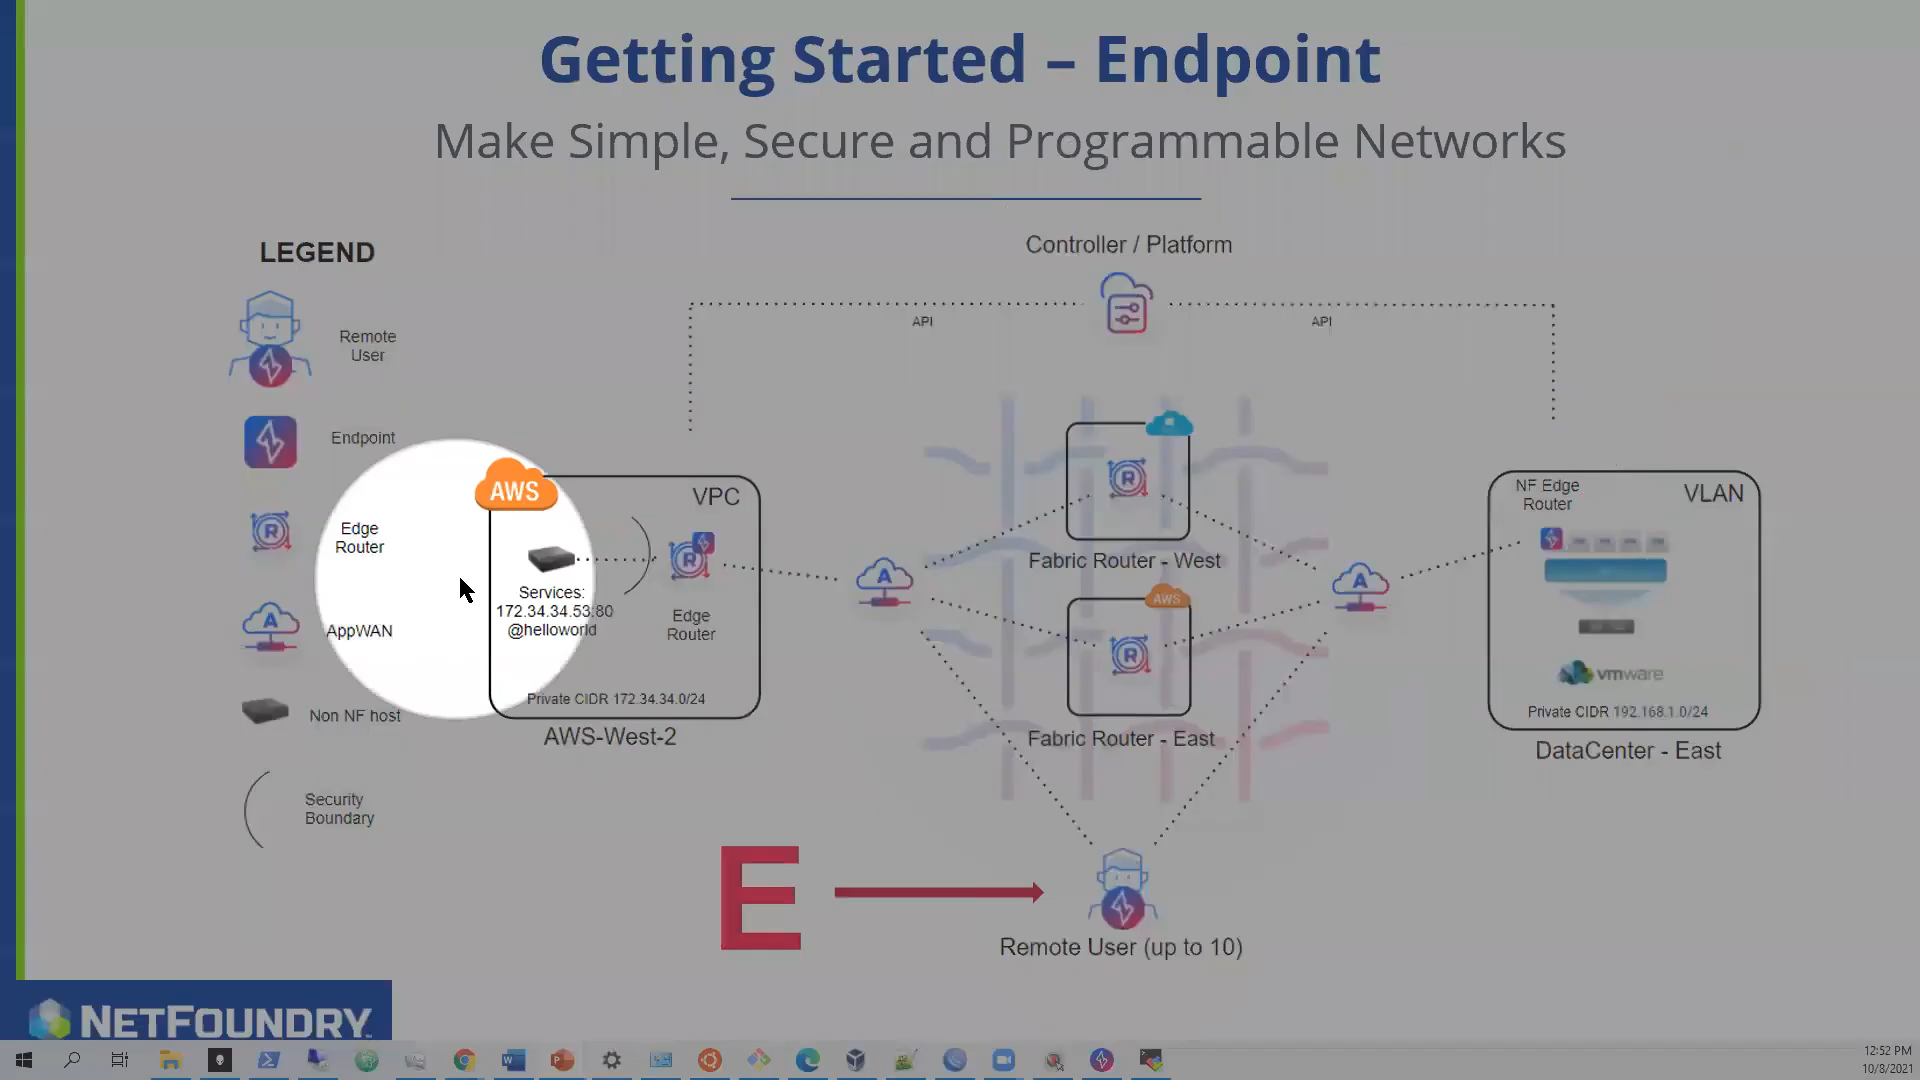 Getting Started – Endpoint
Make Simple, Secure and Programmable Networks
LEGEND
Remote
User
Endpoint
Edge
Router
AppWAN
Non NF host
Security
Boundary
Controller / Platform
API
API
AWS
VPC
Services:
172.34.34.53:80
@helloworld
Edge
Router
Private CIDR 172.34.34.0/24
AWS-West-2
R
A
R
A
R
Fabric Router - West
AWS
A
R
Fabric Router - East
NF Edge
Router
VLAN
vmware
Private CIDR 192.168.1.0/24
DataCenter - East
E
Remote User (up to 10)
NETFOUNDRY
12:52 PM
10/8/2021